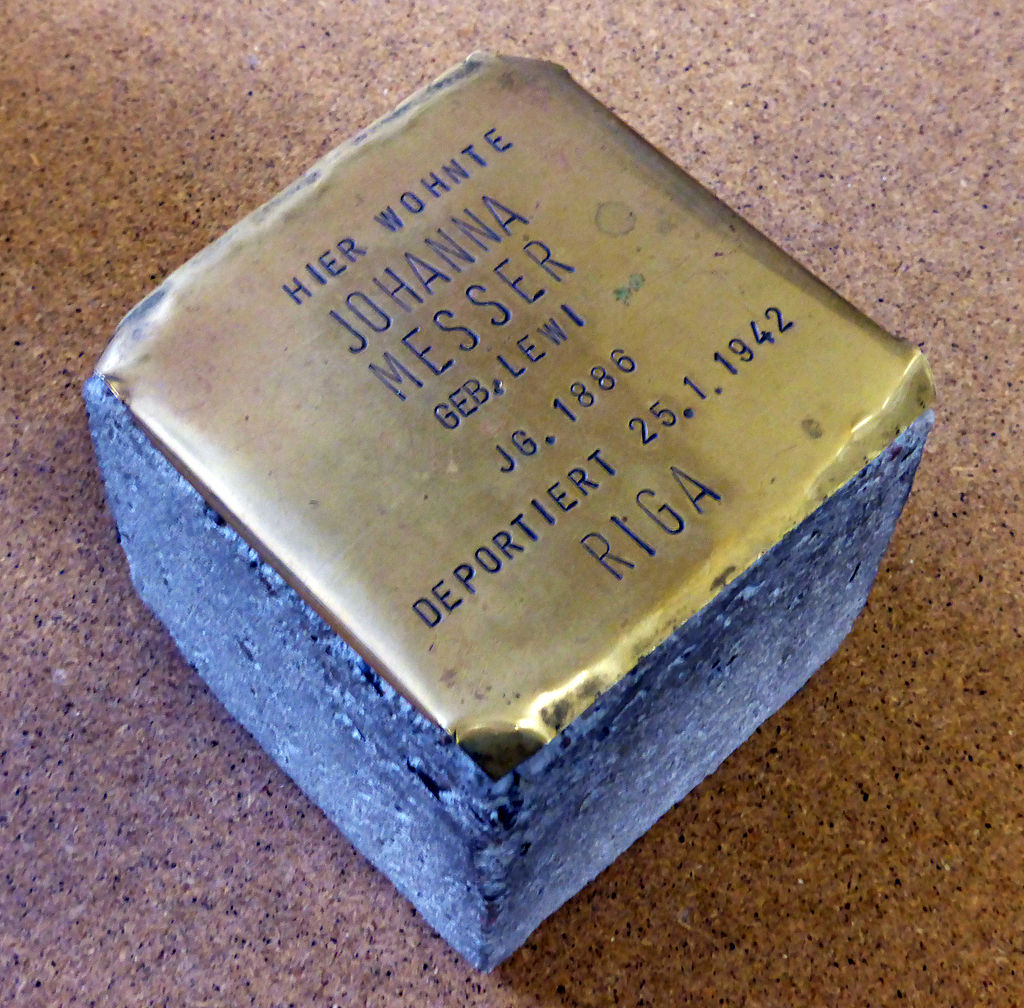 HIER WOHNTE
JOHANNA
MESSER
GEB. LEWI
JG. 1886
DEPORTIERT 25.1.1942
RIGA